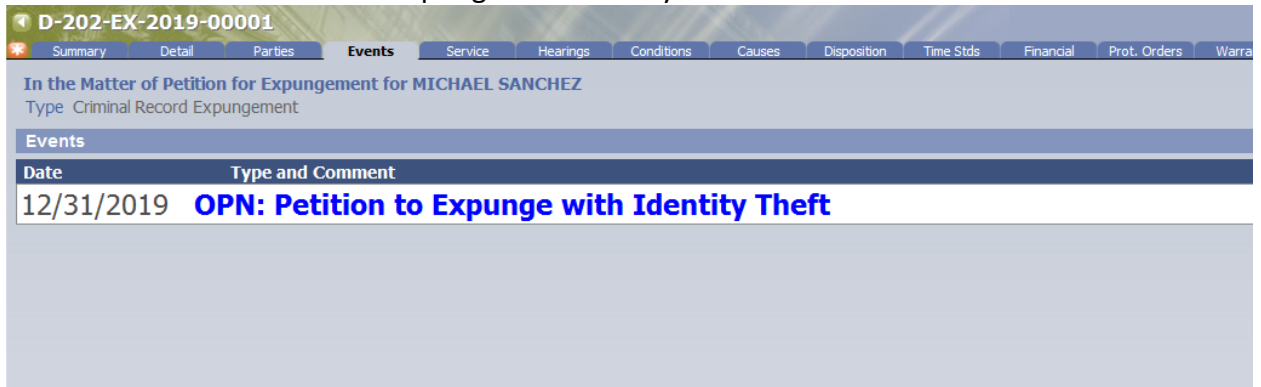 D-202-EX-2019-00001
Summary Detail Parties Events Service Hearings Conditions Causes Disposition Time Stds Financial Prot. Orders Warra
In the Matter of Petition for Expungement for MICHAEL SANCHEZ
Type Criminal Record Expungement
Events
Date Type and Comment
12/31/2019 OPN: Petition to Expunge with Identity Theft